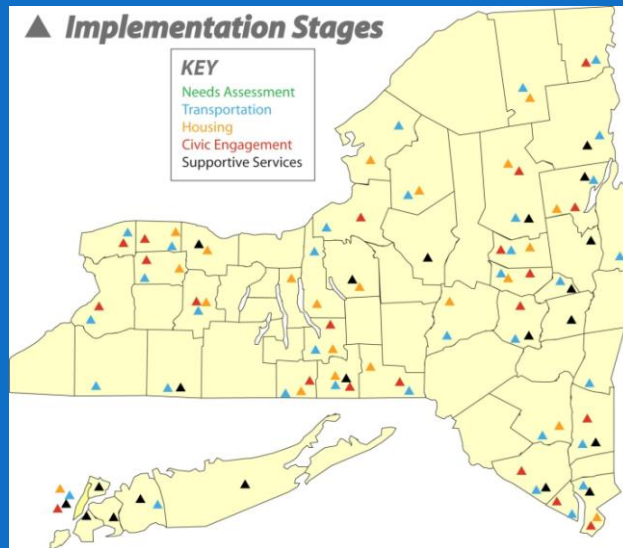 Implementation Stages
KEY
Needs Assessment
Transportation
Housing
Civic Engagement
Supportive Services